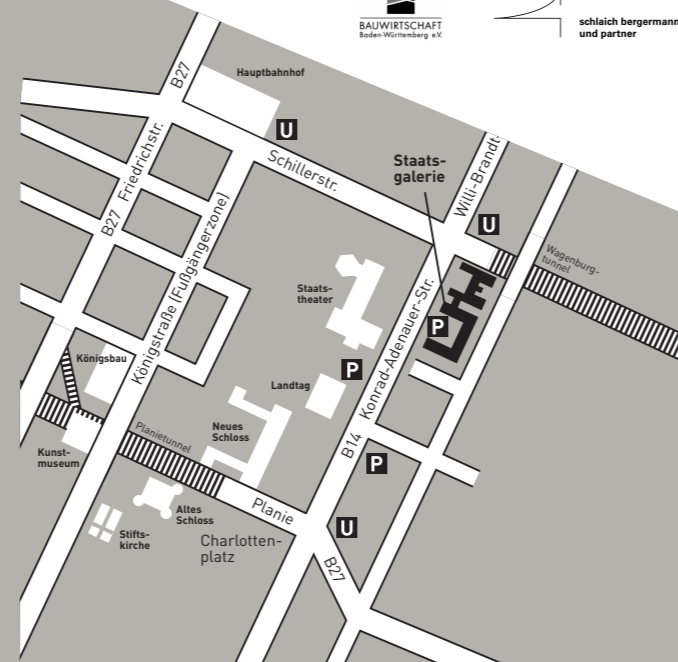 BAUWIRTSCHAFT
Baden-Württemberg e.V.
schlaich bergermann
und partner
B27
Hauptbahnhof
U
Schillerstr.
Staats-
galerie
Willi-Brandt-
U
Wagenburg-
tunnel
B27 Friedrichstr.
Königstraße (Fußgängerzone)
Staats-
theater
P
Konrad-Adenauer-Str.
Königsbau
P
Landtag
Neues
Schloss
B14
Kunst-
museum
Planietunnel
P
Planie
Altes
Schloss
Stifts-
kirche
Charlotten-
platz
U
B27